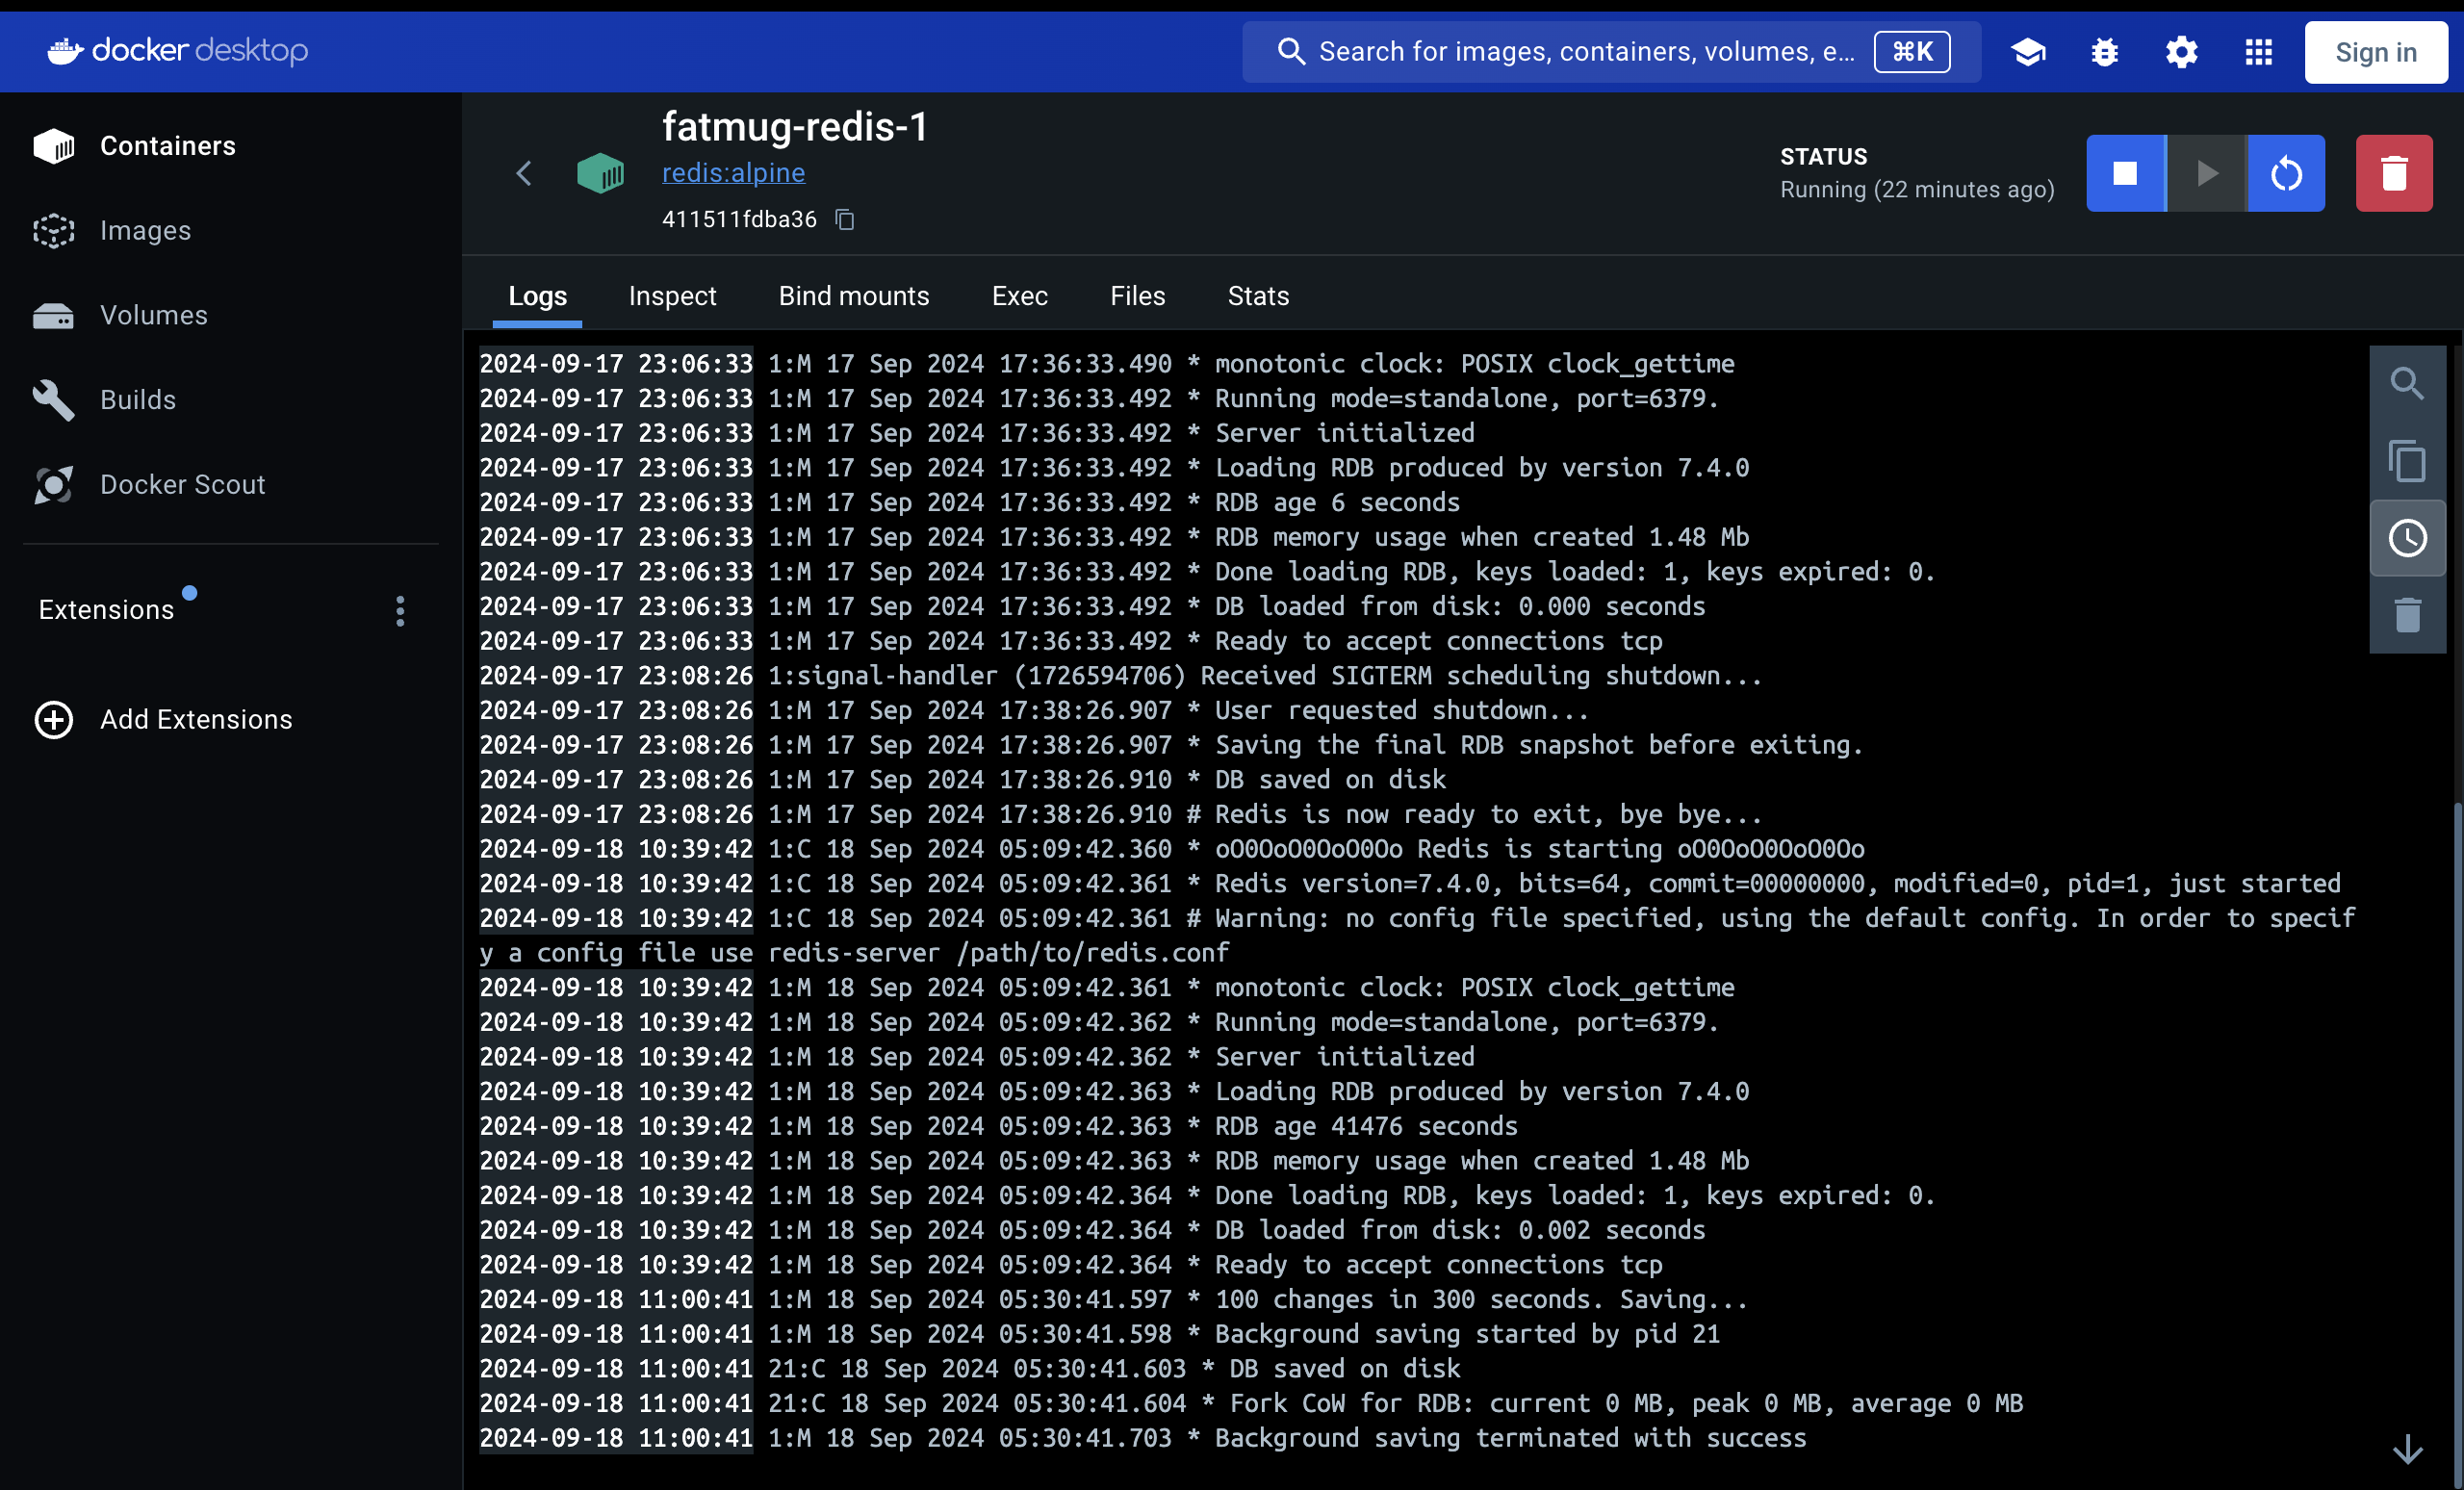 docker desktop
Search for images, containers, volumes, e...
⌘K
Sign in
Containers
Images
Volumes
Builds
Docker Scout
Extensions
Add Extensions
fatmug-redis-1
redis:alpine
411511fdba36
STATUS
Running (22 minutes ago)
Logs
Inspect
Bind mounts
Exec
Files
Stats
2024-09-17 23:06:33 1:M 17 Sep 2024 17:36:33.490 * monotonic clock: POSIX clock_gettime
2024-09-17 23:06:33 1:M 17 Sep 2024 17:36:33.492 * Running mode=standalone, port=6379.
2024-09-17 23:06:33 1:M 17 Sep 2024 17:36:33.492 * Server initialized
2024-09-17 23:06:33 1:M 17 Sep 2024 17:36:33.492 * Loading RDB produced by version 7.4.0
2024-09-17 23:06:33 1:M 17 Sep 2024 17:36:33.492 * RDB age 6 seconds
2024-09-17 23:06:33 1:M 17 Sep 2024 17:36:33.492 * RDB memory usage when created 1.48 Mb
2024-09-17 23:06:33 1:M 17 Sep 2024 17:36:33.492 * Done loading RDB, keys loaded: 1, keys expired: 0.
2024-09-17 23:06:33 1:M 17 Sep 2024 17:36:33.492 * DB loaded from disk: 0.000 seconds
2024-09-17 23:06:33 1:M 17 Sep 2024 17:36:33.492 * Ready to accept connections tcp
2024-09-17 23:08:26 1:signal-handler (1726594706) Received SIGTERM scheduling shutdown...
2024-09-17 23:08:26 1:M 17 Sep 2024 17:38:26.907 * User requested shutdown...
2024-09-17 23:08:26 1:M 17 Sep 2024 17:38:26.907 * Saving the final RDB snapshot before exiting.
2024-09-17 23:08:26 1:M 17 Sep 2024 17:38:26.910 * DB saved on disk
2024-09-17 23:08:26 1:M 17 Sep 2024 17:38:26.910 # Redis is now ready to exit, bye bye...
2024-09-18 10:39:42 1:C 18 Sep 2024 05:09:42.360 * oO0OoO0OoO0Oo Redis is starting oO0OoO0OoO0Oo
2024-09-18 10:39:42 1:C 18 Sep 2024 05:09:42.361 * Redis version=7.4.0, bits=64, commit=00000000, modified=0, pid=1, just started
2024-09-18 10:39:42 1:C 18 Sep 2024 05:09:42.361 # Warning: no config file specified, using the default config. In order to specif
y a config file use redis-server /path/to/redis.conf
2024-09-18 10:39:42 1:M 18 Sep 2024 05:09:42.361 * monotonic clock: POSIX clock_gettime
2024-09-18 10:39:42 1:M 18 Sep 2024 05:09:42.362 * Running mode=standalone, port=6379.
2024-09-18 10:39:42 1:M 18 Sep 2024 05:09:42.362 * Server initialized
2024-09-18 10:39:42 1:M 18 Sep 2024 05:09:42.363 * Loading RDB produced by version 7.4.0
2024-09-18 10:39:42 1:M 18 Sep 2024 05:09:42.363 * RDB age 41476 seconds
2024-09-18 10:39:42 1:M 18 Sep 2024 05:09:42.363 * RDB memory usage when created 1.48 Mb
2024-09-18 10:39:42 1:M 18 Sep 2024 05:09:42.364 * Done loading RDB, keys loaded: 1, keys expired: 0.
2024-09-18 10:39:42 1:M 18 Sep 2024 05:09:42.364 * DB loaded from disk: 0.002 seconds
2024-09-18 10:39:42 1:M 18 Sep 2024 05:09:42.364 * Ready to accept connections tcp
2024-09-18 11:00:41 1:M 18 Sep 2024 05:30:41.597 * 100 changes in 300 seconds. Saving...
2024-09-18 11:00:41 1:M 18 Sep 2024 05:30:41.598 * Background saving started by pid 21
2024-09-18 11:00:41 21:C 18 Sep 2024 05:30:41.603 * DB saved on disk
2024-09-18 11:00:41 21:C 18 Sep 2024 05:30:41.604 * Fork CoW for RDB: current 0 MB, peak 0 MB, average 0 MB
2024-09-18 11:00:41 1:M 18 Sep 2024 05:30:41.703 * Background saving terminated with success